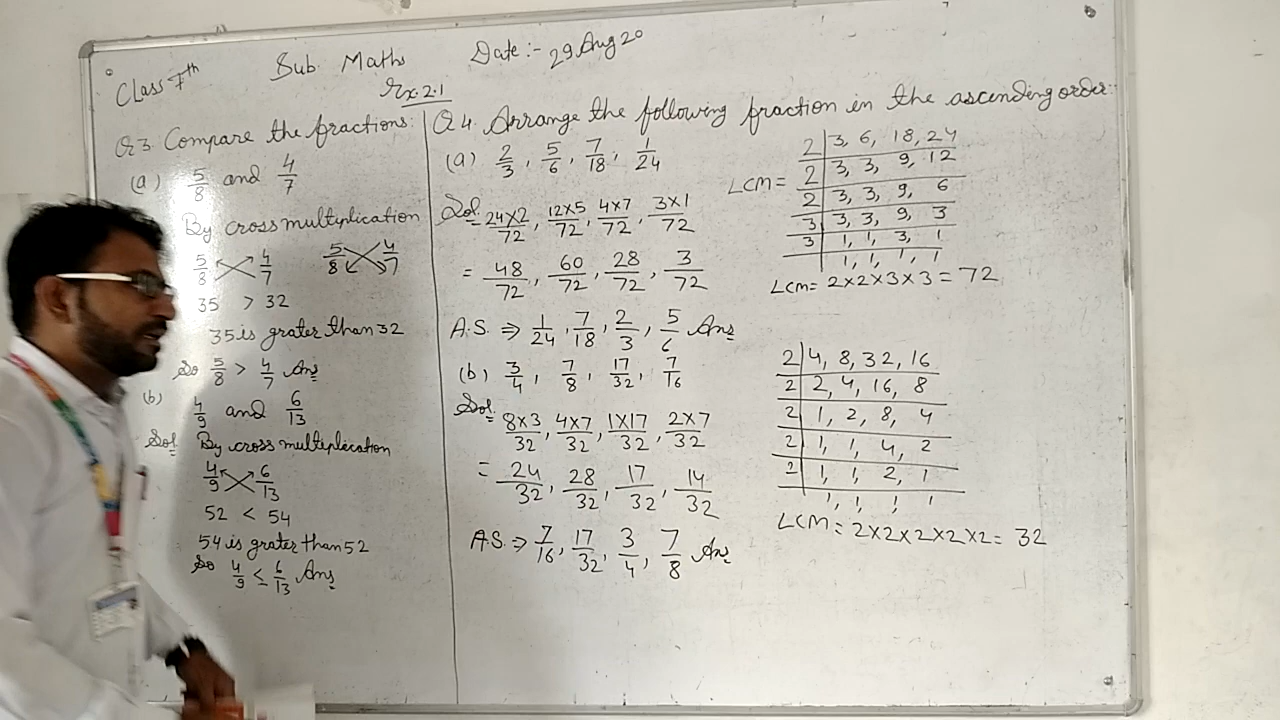 Class 7th Sub. Maths Date:- 29 Aug 20
Ex. 2.1
Q3. Compare the fractions:
(a) 5/8 and 4/7
By cross multiplication
5/8 4/7 5/8 4/7
35 > 32
35 is grater than 32
So 5/8 > 4/7 Ans
(b) 4/9 and 6/13
Sol. By cross multiplication
4/9 6/13
52 < 54
54 is grater than 52
So 4/9 < 6/13 Ans
Q4. Arrange the following fraction in the ascending order:
(a) 2/3, 5/6, 7/18, 1/24
Sol. = 24×2/72, 12×5/72, 4×7/72, 3×1/72
= 48/72, 60/72, 28/72, 3/72
A.S. ⇒ 1/24, 7/18, 2/3, 5/6 Ans
(b) 3/4, 7/8, 17/32, 7/16
Sol. = 8×3/32, 4×7/32, 1×17/32, 2×7/32
= 24/32, 28/32, 17/32, 14/32
A.S. ⇒ 7/16, 17/32, 3/4, 7/8 Ans
2 | 3, 6, 18, 24
LCM = 2 | 3, 3, 9, 12
2 | 3, 3, 9, 6
3 | 3, 3, 9, 3
3 | 1, 1, 3, 1
1, 1, 1, 1
LCM = 2×2×3×3 = 72
2 | 4, 8, 32, 16
2 | 2, 4, 16, 8
2 | 1, 2, 8, 4
2 | 1, 1, 4, 2
2 | 1, 1, 2, 1
1, 1, 1, 1
LCM = 2×2×2×2×2 = 32